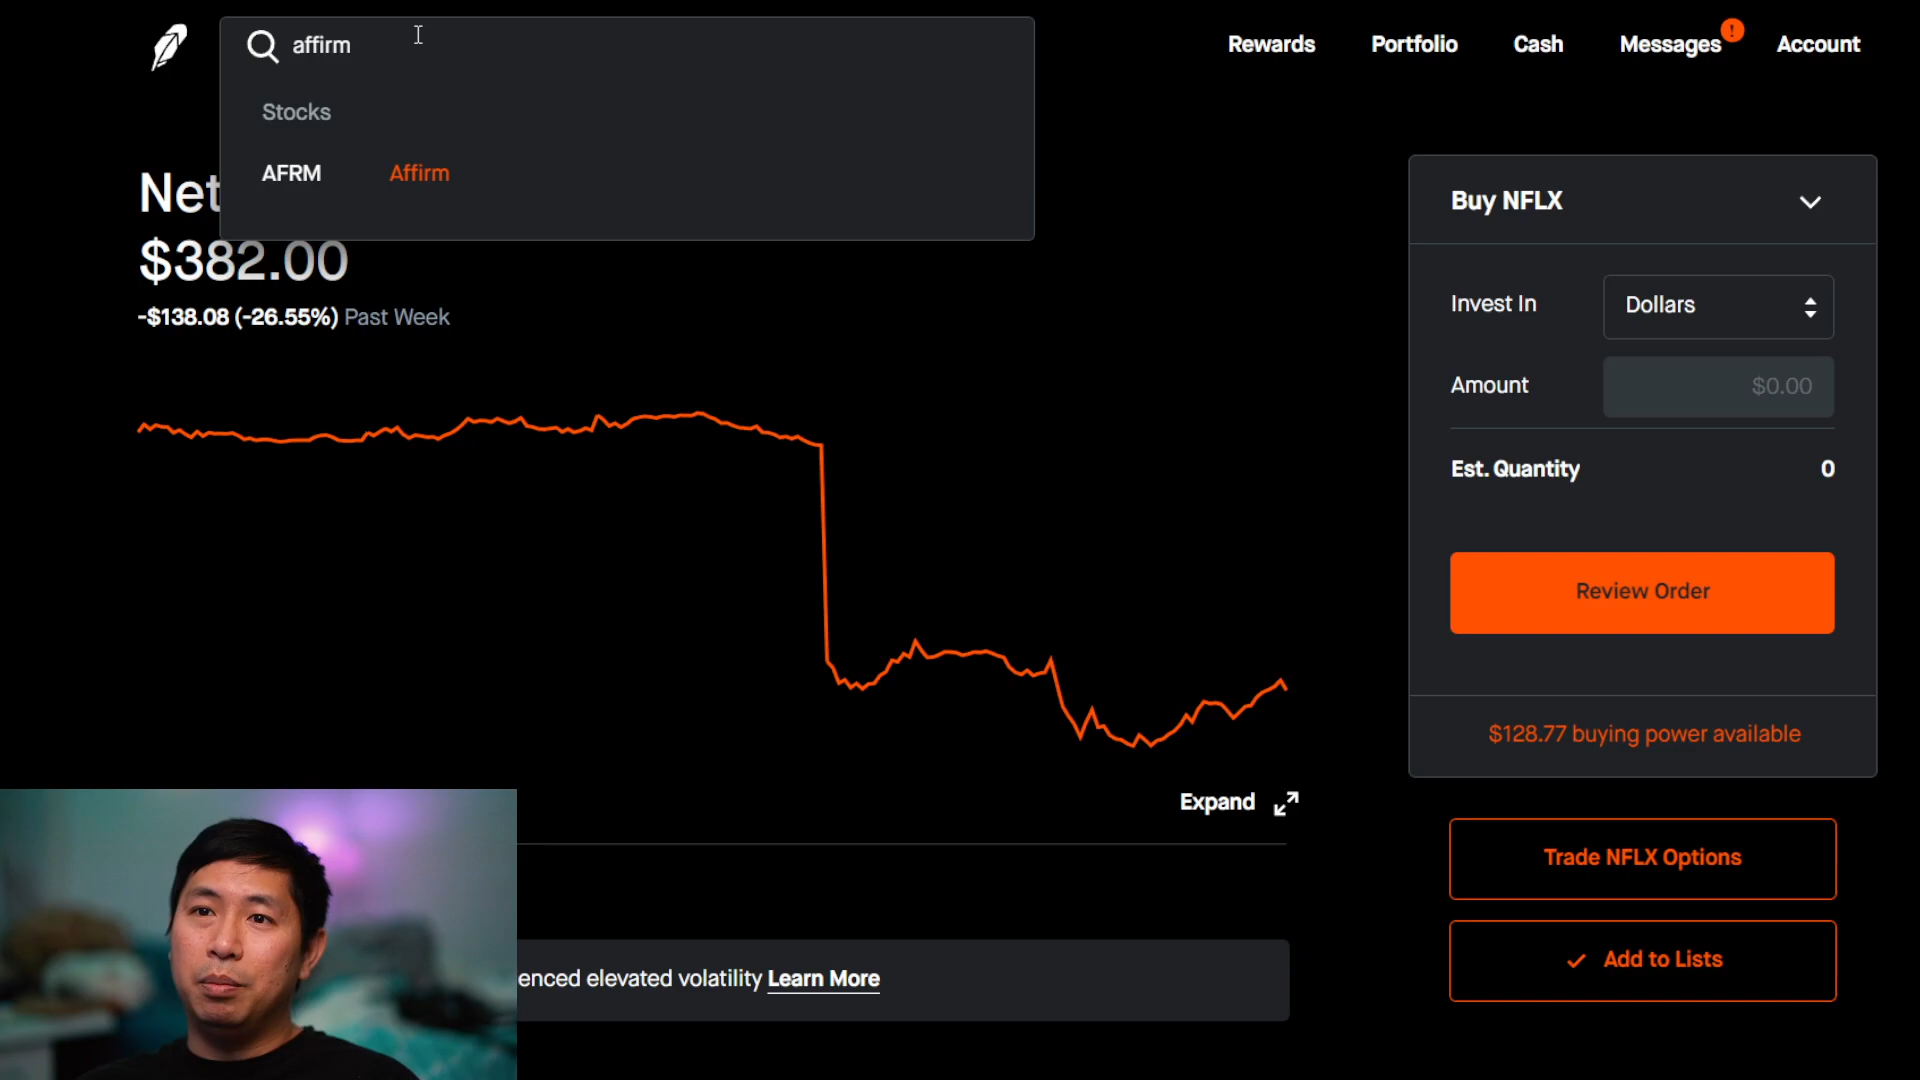 affirm
Rewards
Portfolio
Cash
Messages
!
Account
Stocks
AFRM Affirm
Net
$382.00
-$138.08 (-26.55%) Past Week
Buy NFLX
Invest In
Dollars
Amount
$0.00
Est. Quantity
0
Review Order
$128.77 buying power available
Expand
Trade NFLX Options
enced elevated volatility Learn More
Add to Lists